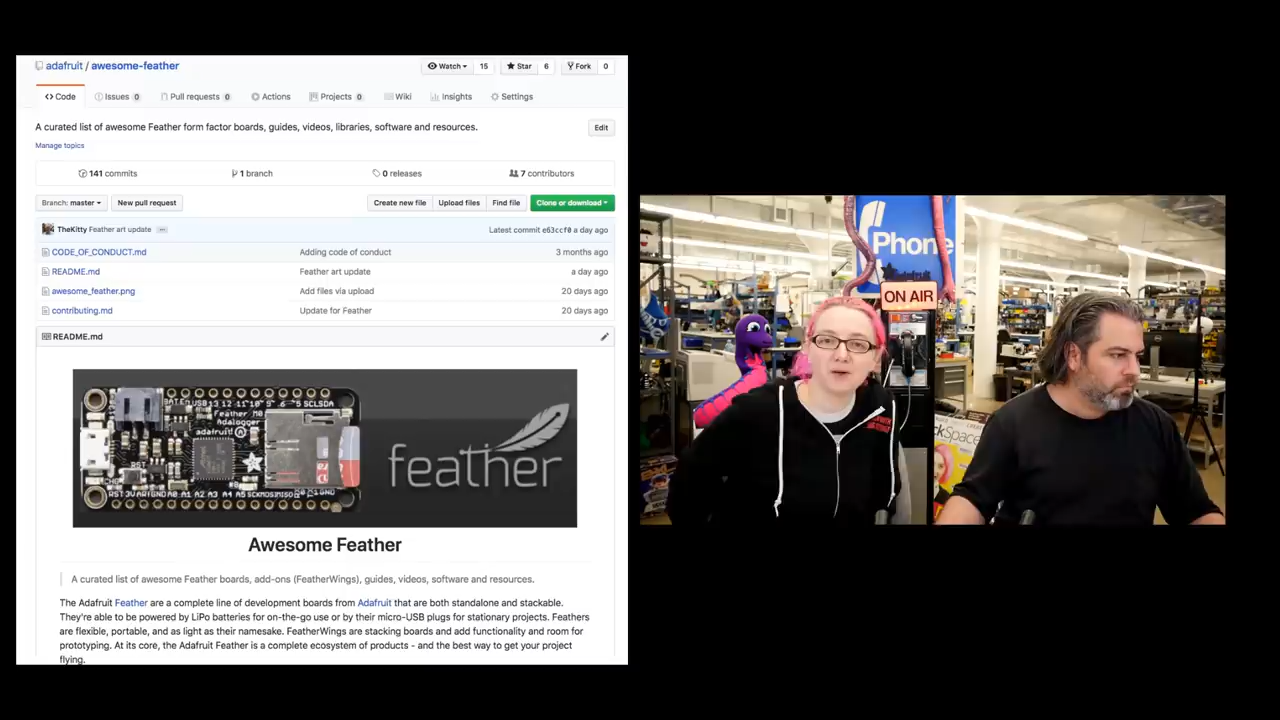 adafruit / awesome-feather
Watch 15 Star 6 Fork 0
Code Issues 0 Pull requests 0 Actions Projects 0 Wiki Insights Settings
A curated list of awesome Feather form factor boards, guides, videos, libraries, software and resources. Edit
Manage topics
141 commits 1 branch 0 releases 7 contributors
Branch: master New pull request Create new file Upload files Find file Clone or download
TheKitty Feather art update Latest commit e63ccf0 a day ago
CODE_OF_CONDUCT.md Adding code of conduct 3 months ago
README.md Feather art update a day ago
awesome_feather.png Add files via upload 20 days ago
contributing.md Update for Feather 20 days ago
README.md
Feather M0
Adalogger
adafruit
RST
feather
Awesome Feather
A curated list of awesome Feather boards, add-ons (FeatherWings), guides, videos, software and resources.
The Adafruit Feather are a complete line of development boards from Adafruit that are both standalone and stackable.
They're able to be powered by LiPo batteries for on-the-go use or by their micro-USB plugs for stationary projects. Feathers
are flexible, portable, and as light as their namesake. FeatherWings are stacking boards and add functionality and room for
prototyping. At its core, the Adafruit Feather is a complete ecosystem of products - and the best way to get your project
flying.
Phone
ON AIR